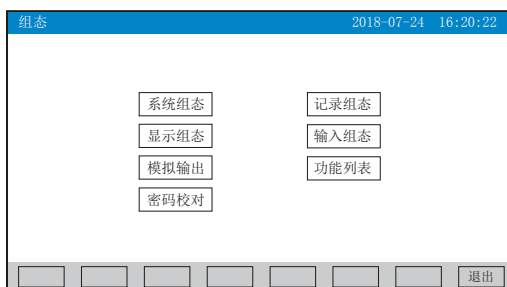 组态 2018-07-24 16:20:22
系统组态 记录组态
显示组态 输入组态
模拟输出 功能列表
密码校对
退出